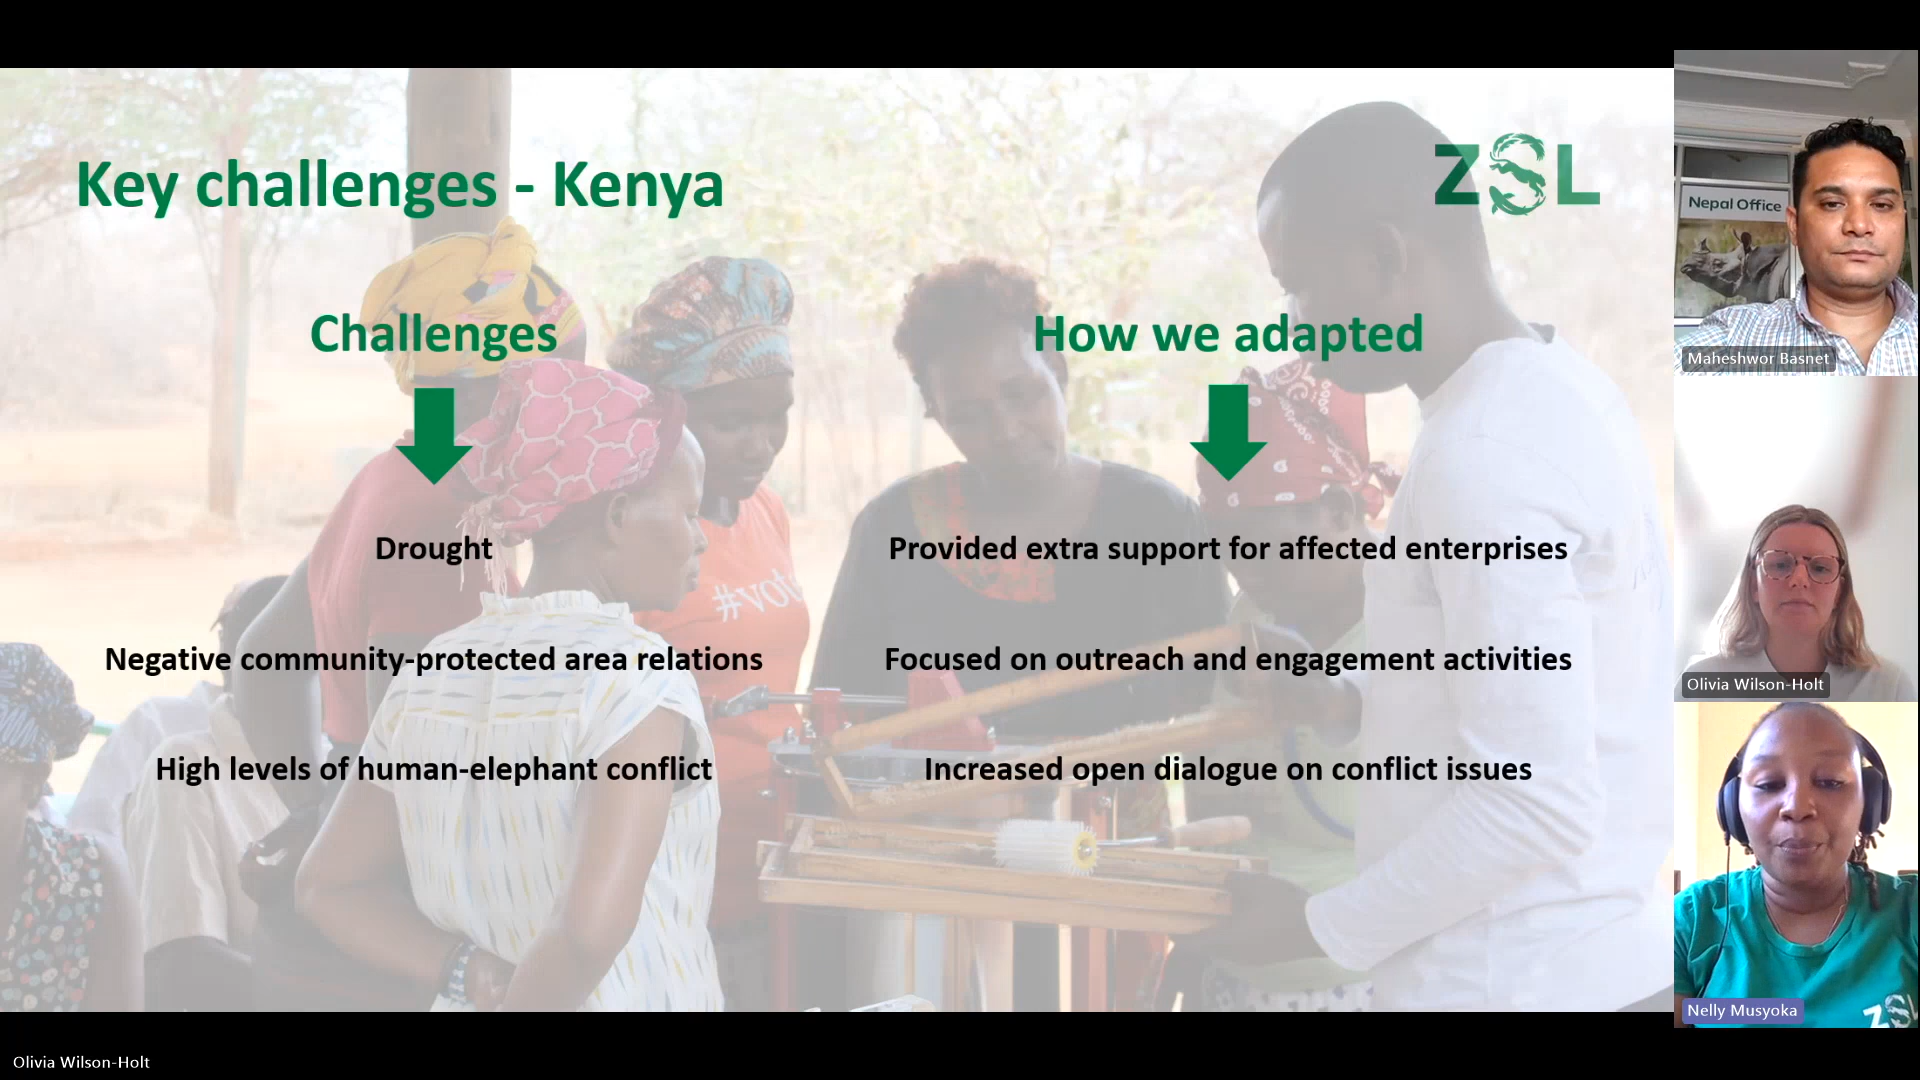 Key challenges - Kenya
ZSL
Challenges
How we adapted
Drought
Provided extra support for affected enterprises
Negative community-protected area relations
Focused on outreach and engagement activities
High levels of human-elephant conflict
Increased open dialogue on conflict issues
#vote
Nepal Office
Maheshwor Basnet
Olivia Wilson-Holt
ZS
Nelly Musyoka
Olivia Wilson-Holt